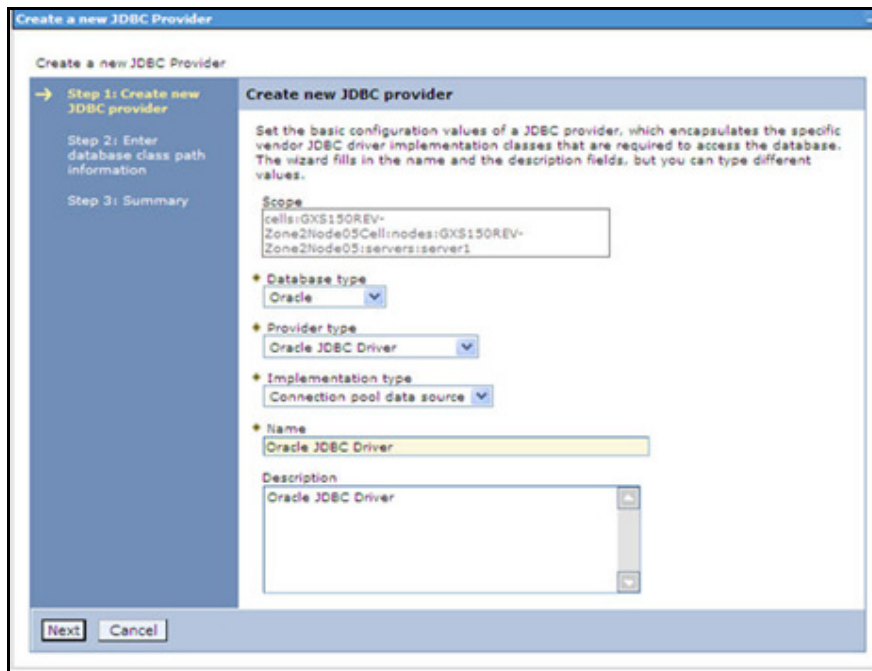 Create a new JDBC Provider
Create a new JDBC Provider
Step 1: Create new
JDBC provider
Step 2: Enter
database class path
information
Step 3: Summary
Create new JDBC provider
Set the basic configuration values of a JDBC provider, which encapsulates the specific
vendor JDBC driver implementation classes that are required to access the database.
The wizard fills in the name and the description fields, but you can type different
values.
Scope
cells:GXS150REV-
Zone2Node05Cell:nodes:GXS150REV-
Zone2Node05:servers:server1
Database type
Oracle
Provider type
Oracle JDBC Driver
Implementation type
Connection pool data source
Name
Oracle JDBC Driver
Description
Oracle JDBC Driver
Next Cancel